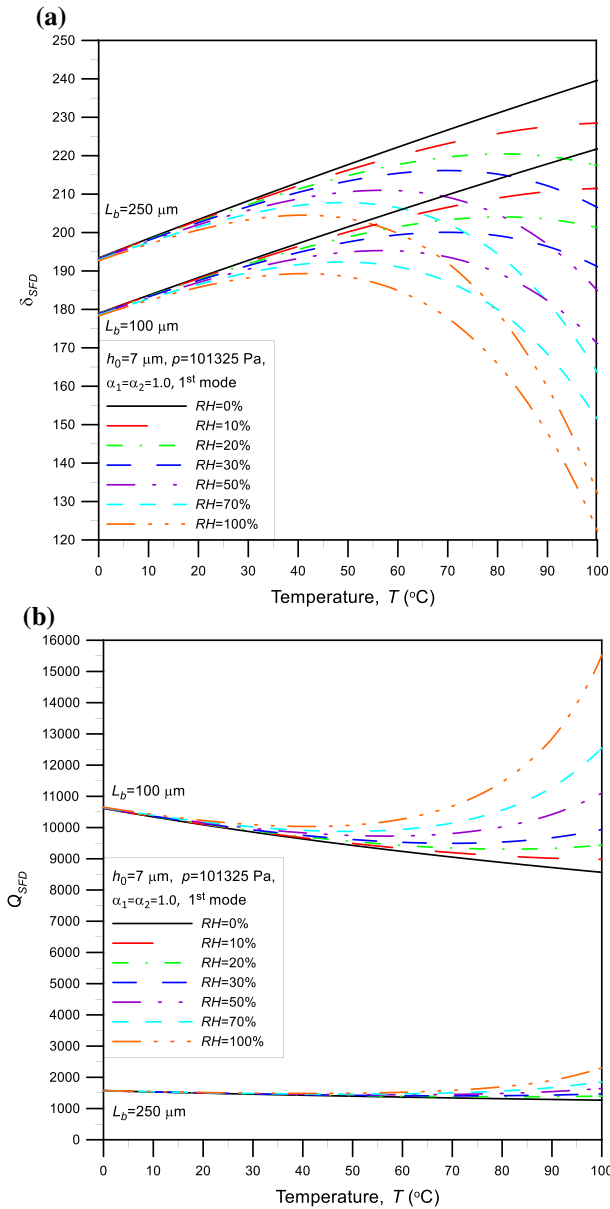 (a)
250
240
230
220
210
200
190
180
170
160
150
140
130
120
δSFD
Lb=250 μm
Lb=100 μm
h0=7 μm, p=101325 Pa,
α1=α2=1.0, 1st mode
RH=0%
RH=10%
RH=20%
RH=30%
RH=50%
RH=70%
RH=100%
0 10 20 30 40 50 60 70 80 90 100
Temperature, T (oC)
(b)
16000
15000
14000
13000
12000
11000
10000
9000
8000
7000
6000
5000
4000
3000
2000
1000
0
QSFD
Lb=100 μm
h0=7 μm, p=101325 Pa,
α1=α2=1.0, 1st mode
RH=0%
RH=10%
RH=20%
RH=30%
RH=50%
RH=70%
RH=100%
Lb=250 μm
0 10 20 30 40 50 60 70 80 90 100
Temperature, T (oC)